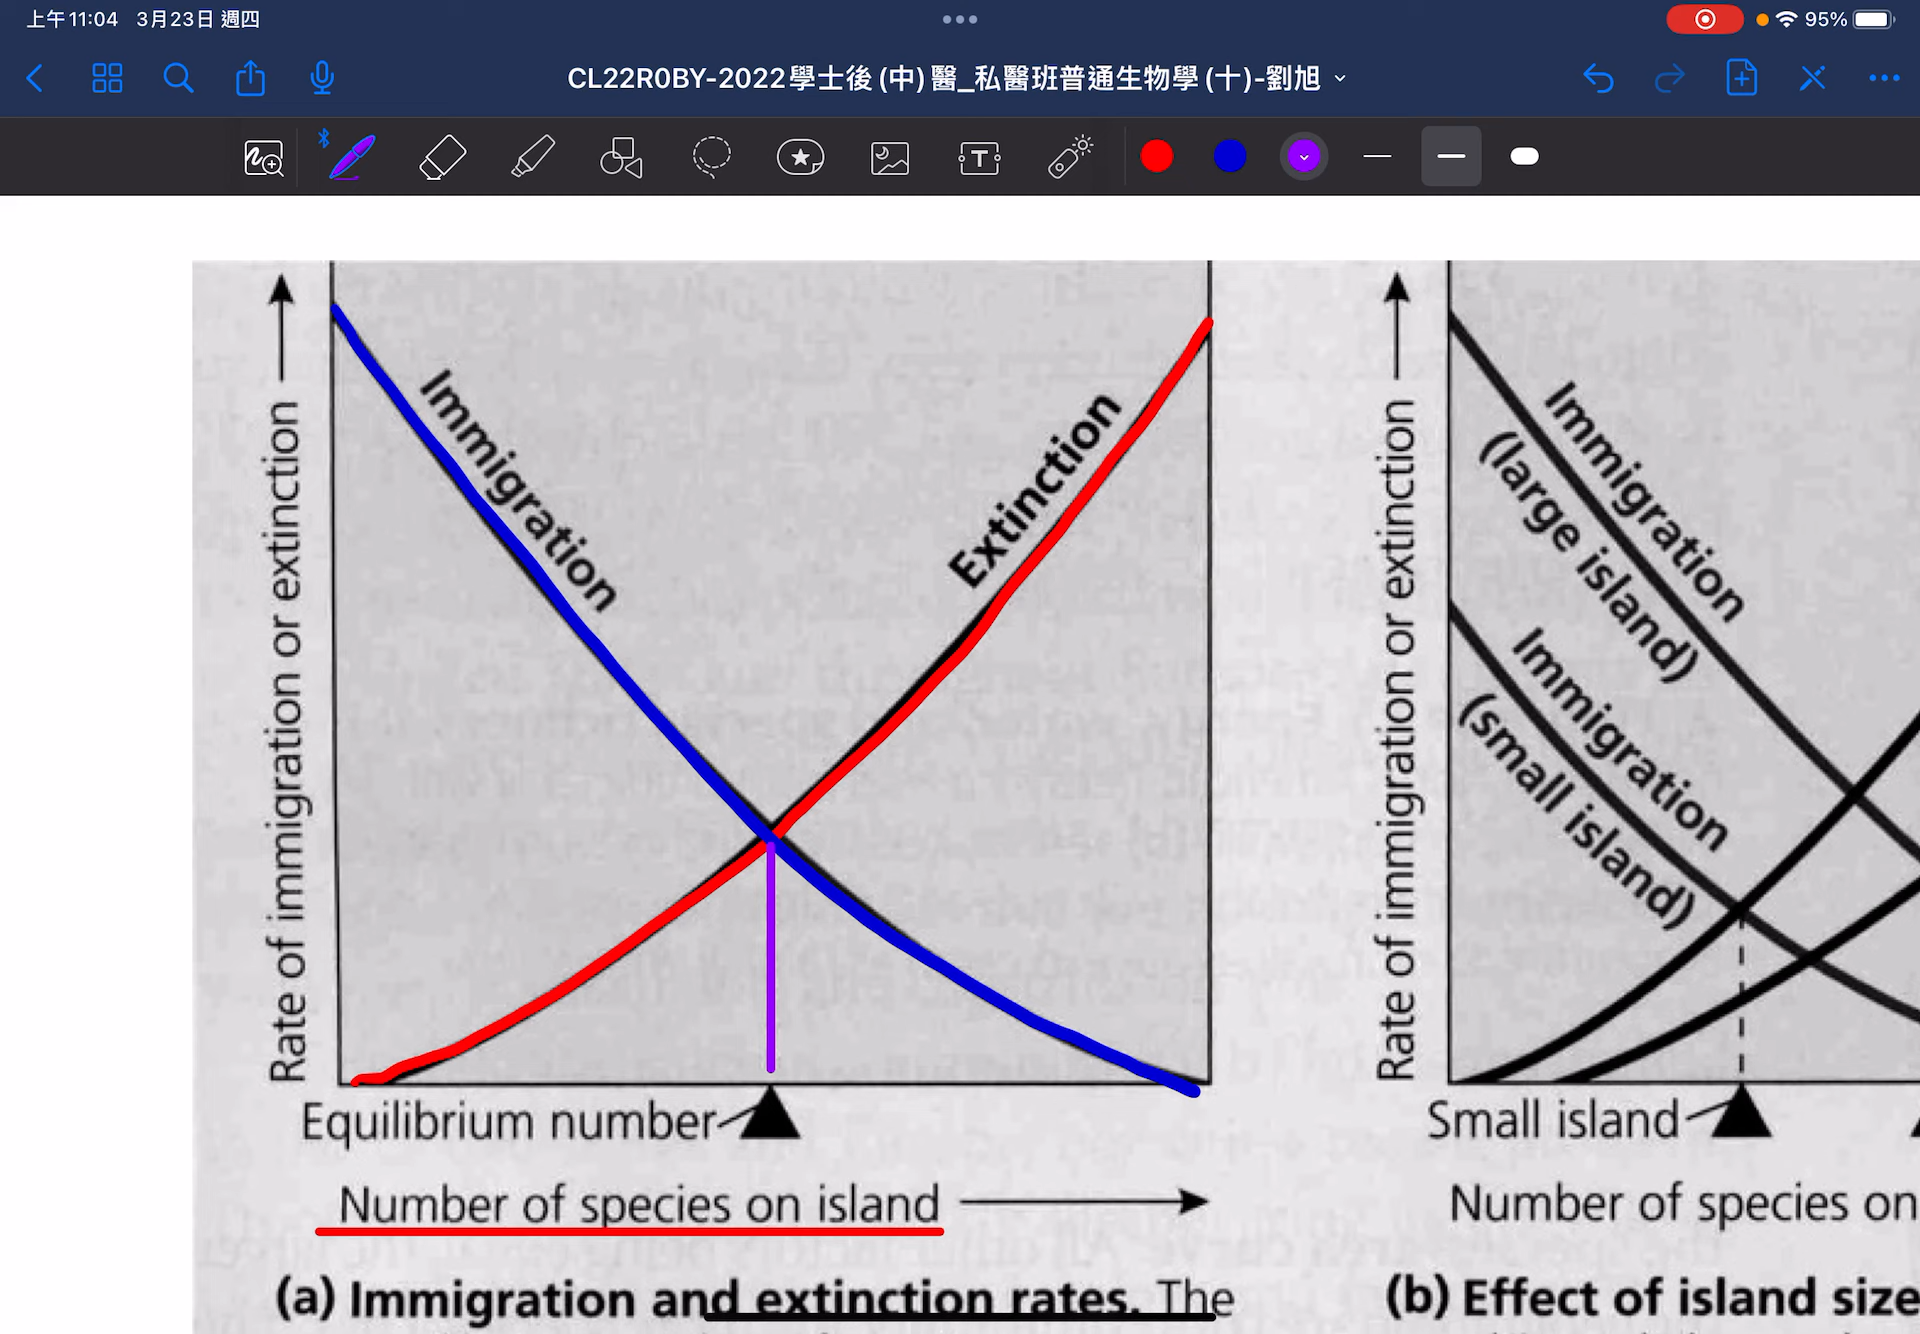 上午11:04 3月23日 週四
95%
CL22R0BY-2022學士後(中)醫_私醫班普通生物學(十)-劉旭
T
Rate of immigration or extinction
Immigration
Extinction
Equilibrium number
Number of species on island
(a) Immigration and extinction rates. The
Rate of immigration or extinction
Immigration
(large island)
Immigration
(small island)
Small island
Number of species on
(b) Effect of island size